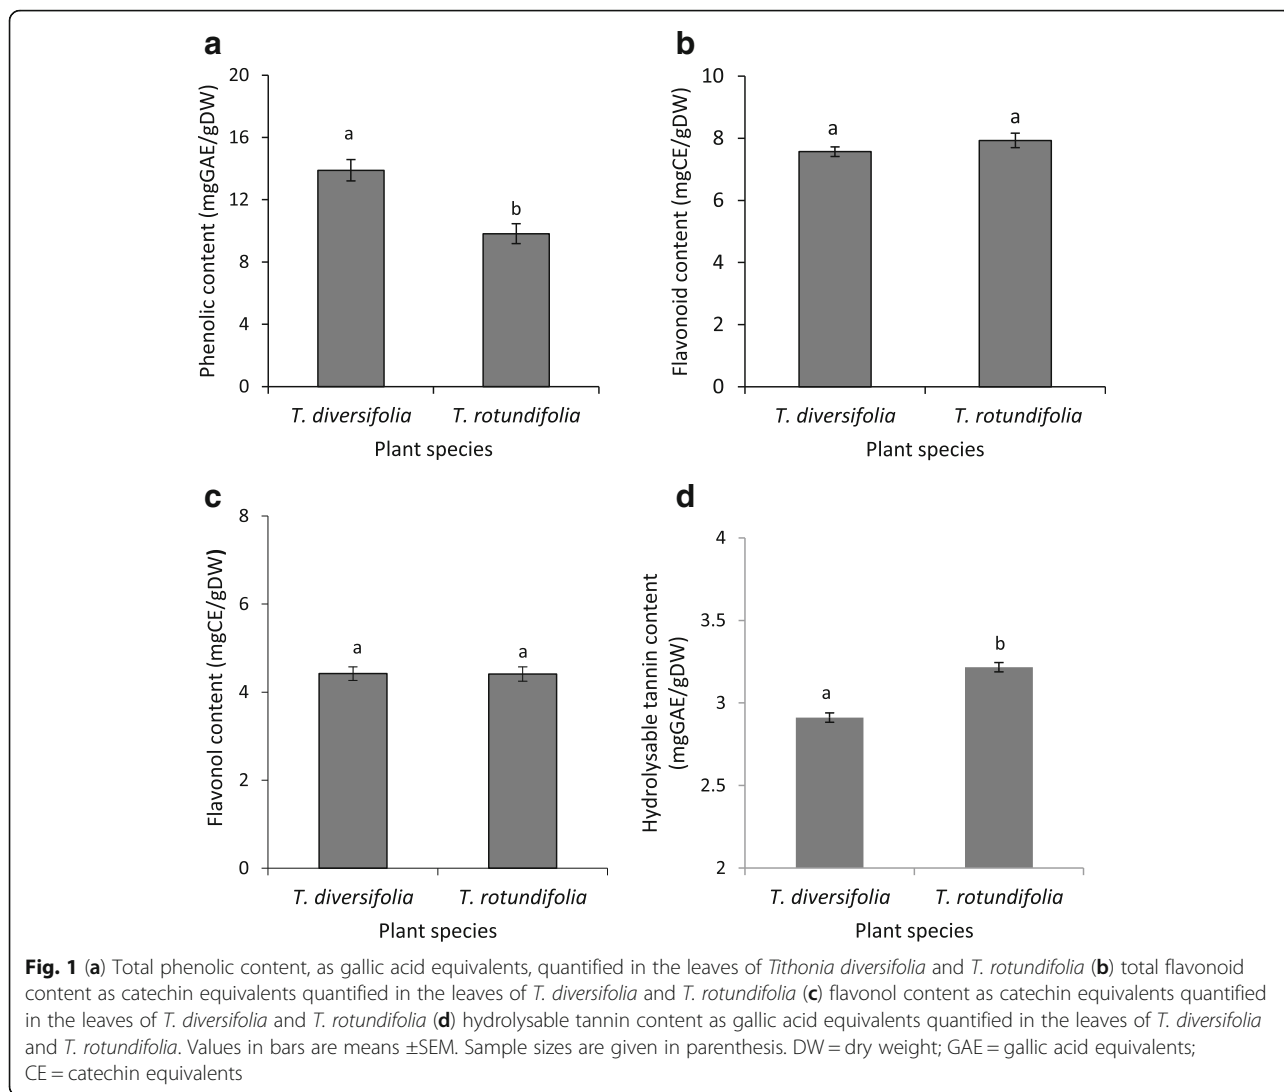 a
20
16
12
8
4
0
Phenolic content (mgGAE/gDW)
a
b
T. diversifolia T. rotundifolia
Plant species
b
10
8
6
4
2
0
Flavonoid content (mgCE/gDW)
a
a
T. diversifolia T. rotundifolia
Plant species
c
8
6
4
2
0
Flavonol content (mgCE/gDW)
a
a
T. diversifolia T. rotundifolia
Plant species
d
4
3.5
3
2.5
2
Hydrolysable tannin content
(mgGAE/gDW)
a
b
T. diversifolia T. rotundifolia
Plant species
Fig. 1 (a) Total phenolic content, as gallic acid equivalents, quantified in the leaves of Tithonia diversifolia and T. rotundifolia (b) total flavonoid
content as catechin equivalents quantified in the leaves of T. diversifolia and T. rotundifolia (c) flavonol content as catechin equivalents quantified
in the leaves of T. diversifolia and T. rotundifolia (d) hydrolysable tannin content as gallic acid equivalents quantified in the leaves of T. diversifolia
and T. rotundifolia. Values in bars are means ±SEM. Sample sizes are given in parenthesis. DW = dry weight; GAE = gallic acid equivalents;
CE = catechin equivalents